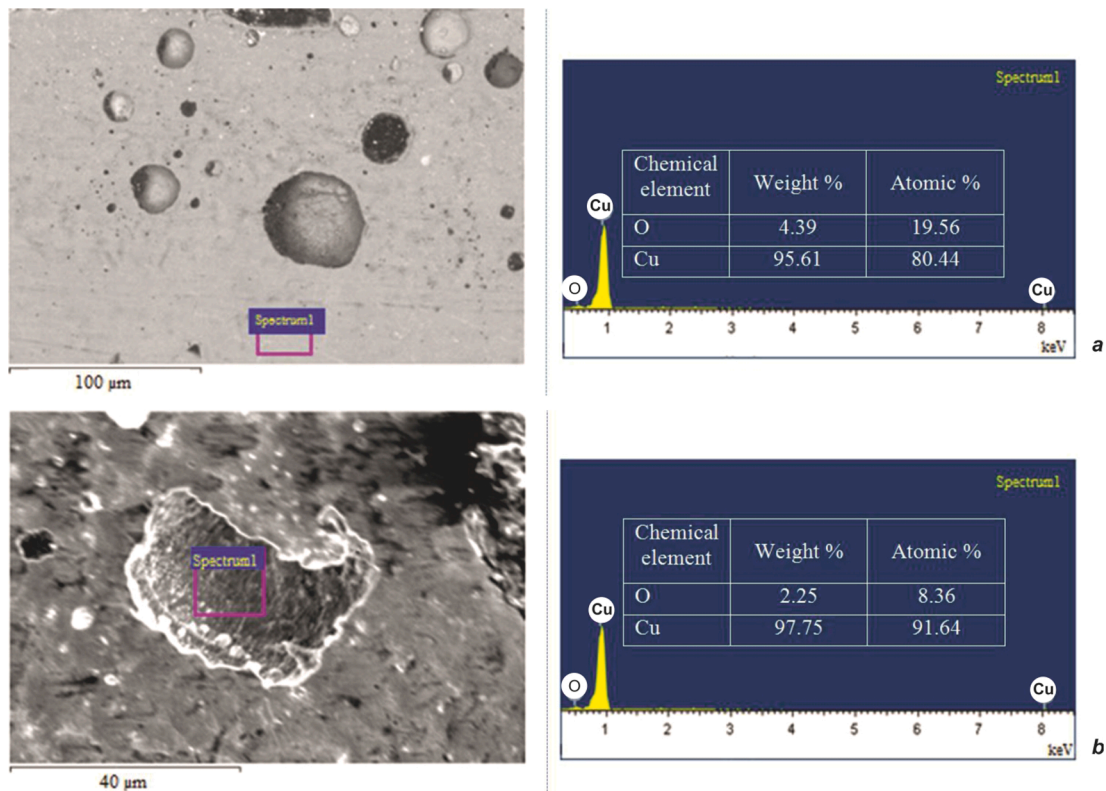 Spectrum1
100 µm
Spectrum1
Chemical element Weight % Atomic %
O 4.39 19.56
Cu 95.61 80.44
Cu
O
Cu
1 2 3 4 5 6 7 8
keV
a
Spectrum1
40 µm
Spectrum1
Chemical element Weight % Atomic %
O 2.25 8.36
Cu 97.75 91.64
Cu
O
Cu
1 2 3 4 5 6 7 8
keV
b